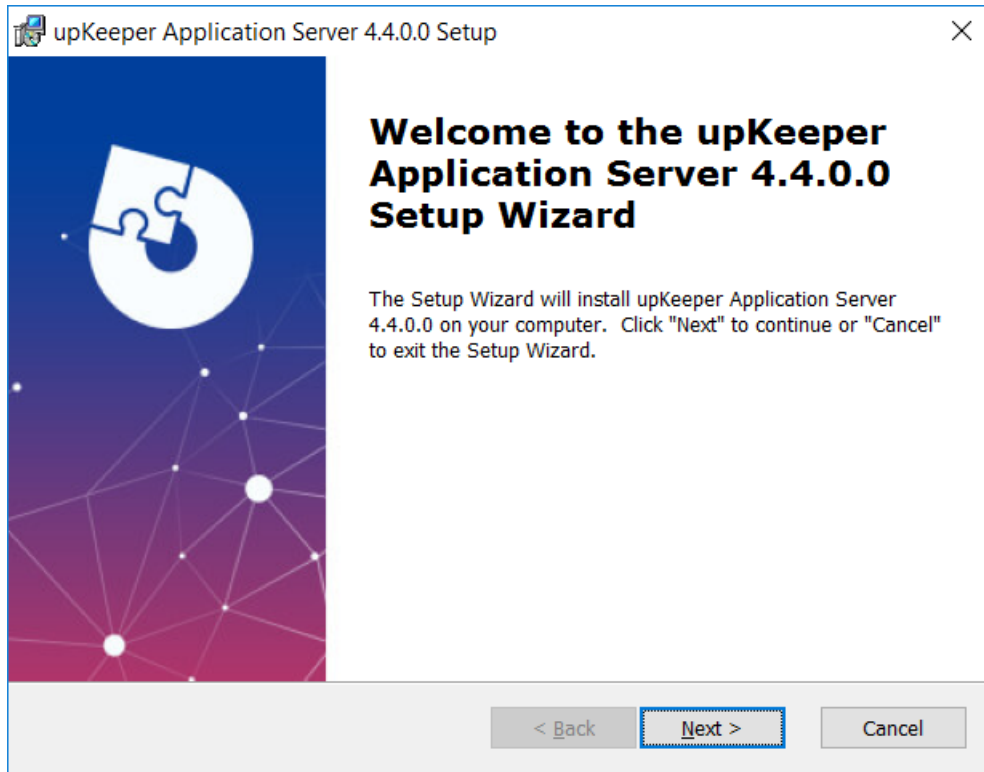 upKeeper Application Server 4.4.0.0 Setup
Welcome to the upKeeper
Application Server 4.4.0.0
Setup Wizard
The Setup Wizard will install upKeeper Application Server
4.4.0.0 on your computer.  Click "Next" to continue or "Cancel"
to exit the Setup Wizard.
< Back
Next >
Cancel